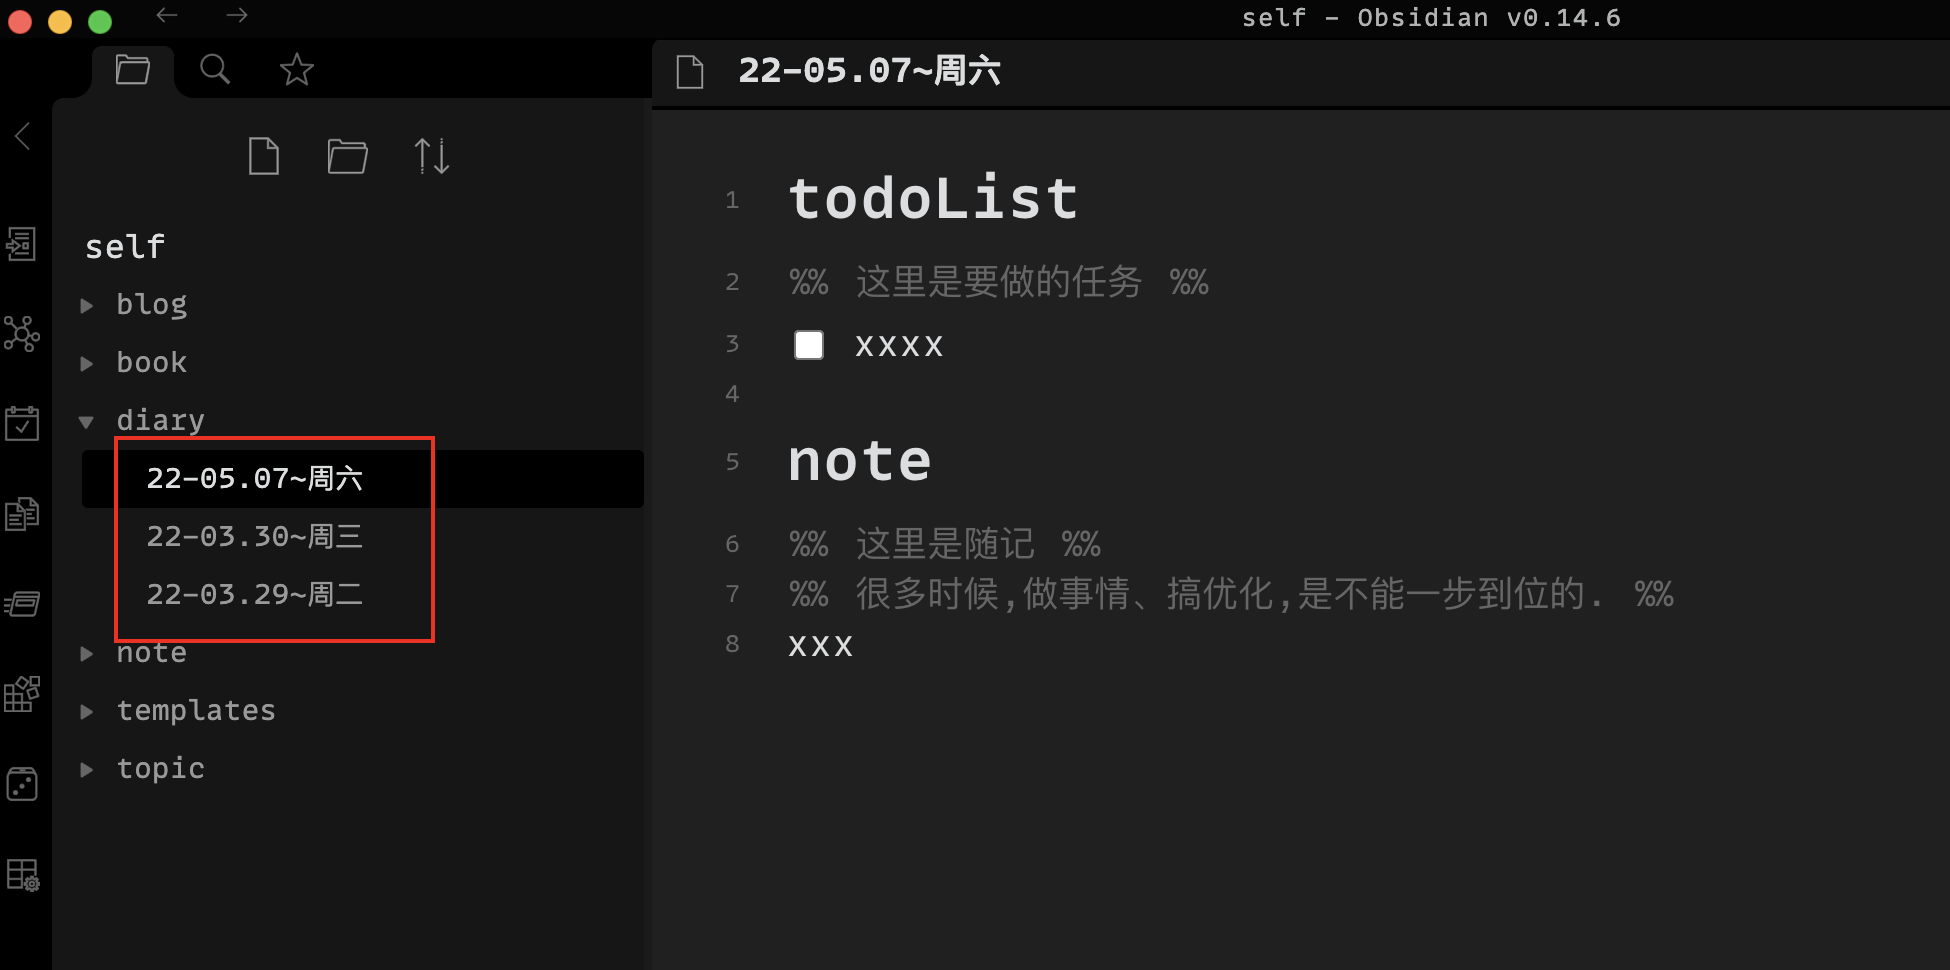 self - Obsidian v0.14.6
22-05.07~周六
self
blog
book
diary
22-05.07~周六
22-03.30~周三
22-03.29~周二
note
templates
topic
1 todoList
2 %% 这里是要做的任务 %%
3 xxxx
4
5 note
6 %% 这里是随记 %%
7 %% 很多时候,做事情、搞优化,是不能一步到位的. %%
8 xxx